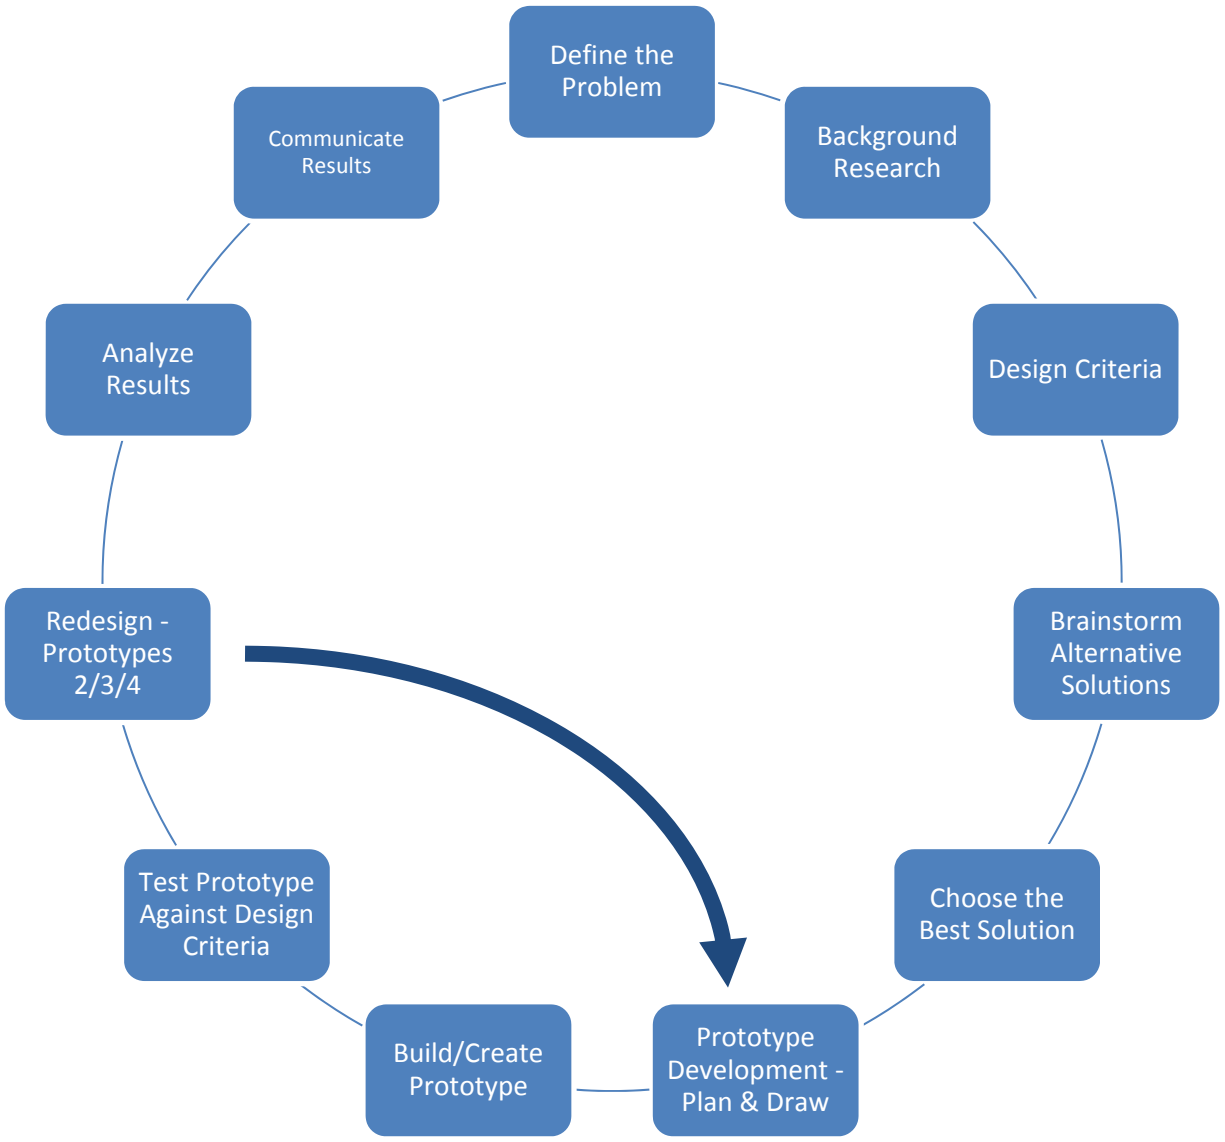 Define the
Problem
Background
Research
Design Criteria
Brainstorm
Alternative
Solutions
Choose the
Best Solution
Prototype
Development -
Plan & Draw
Build/Create
Prototype
Test Prototype
Against Design
Criteria
Redesign -
Prototypes
2/3/4
Analyze
Results
Communicate
Results